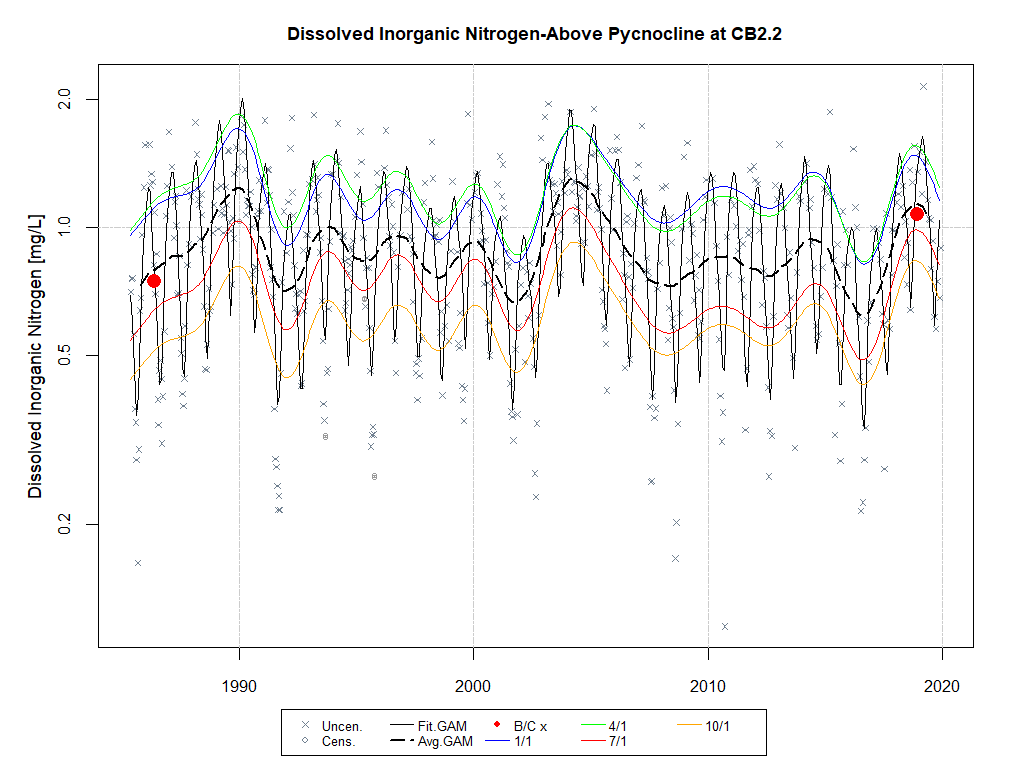 Dissolved Inorganic Nitrogen-Above Pycnocline at CB2.2
Dissolved Inorganic Nitrogen [mg/L]
2.0
1.0
0.5
0.2
1990 2000 2010 2020
Uncen. Fit.GAM B/C x 4/1 10/1
Cens. Avg.GAM 1/1 7/1